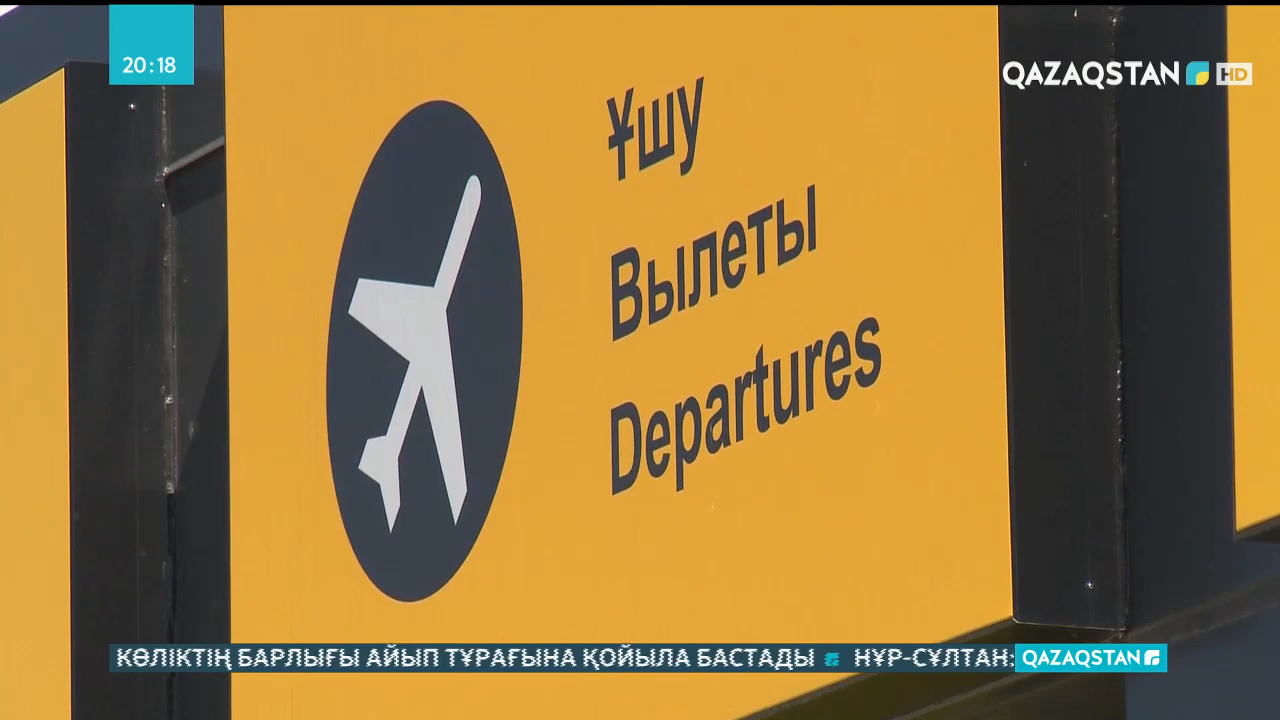 20:18
QAZAQSTAN HD
Ұшу
Вылеты
Departures
КӨЛІКТІҢ БАРЛЫҒЫ АЙЫП ТҰРАҒЫНА ҚОЙЫЛА БАСТАДЫ НҰР-СҰЛТАН: QAZAQSTAN